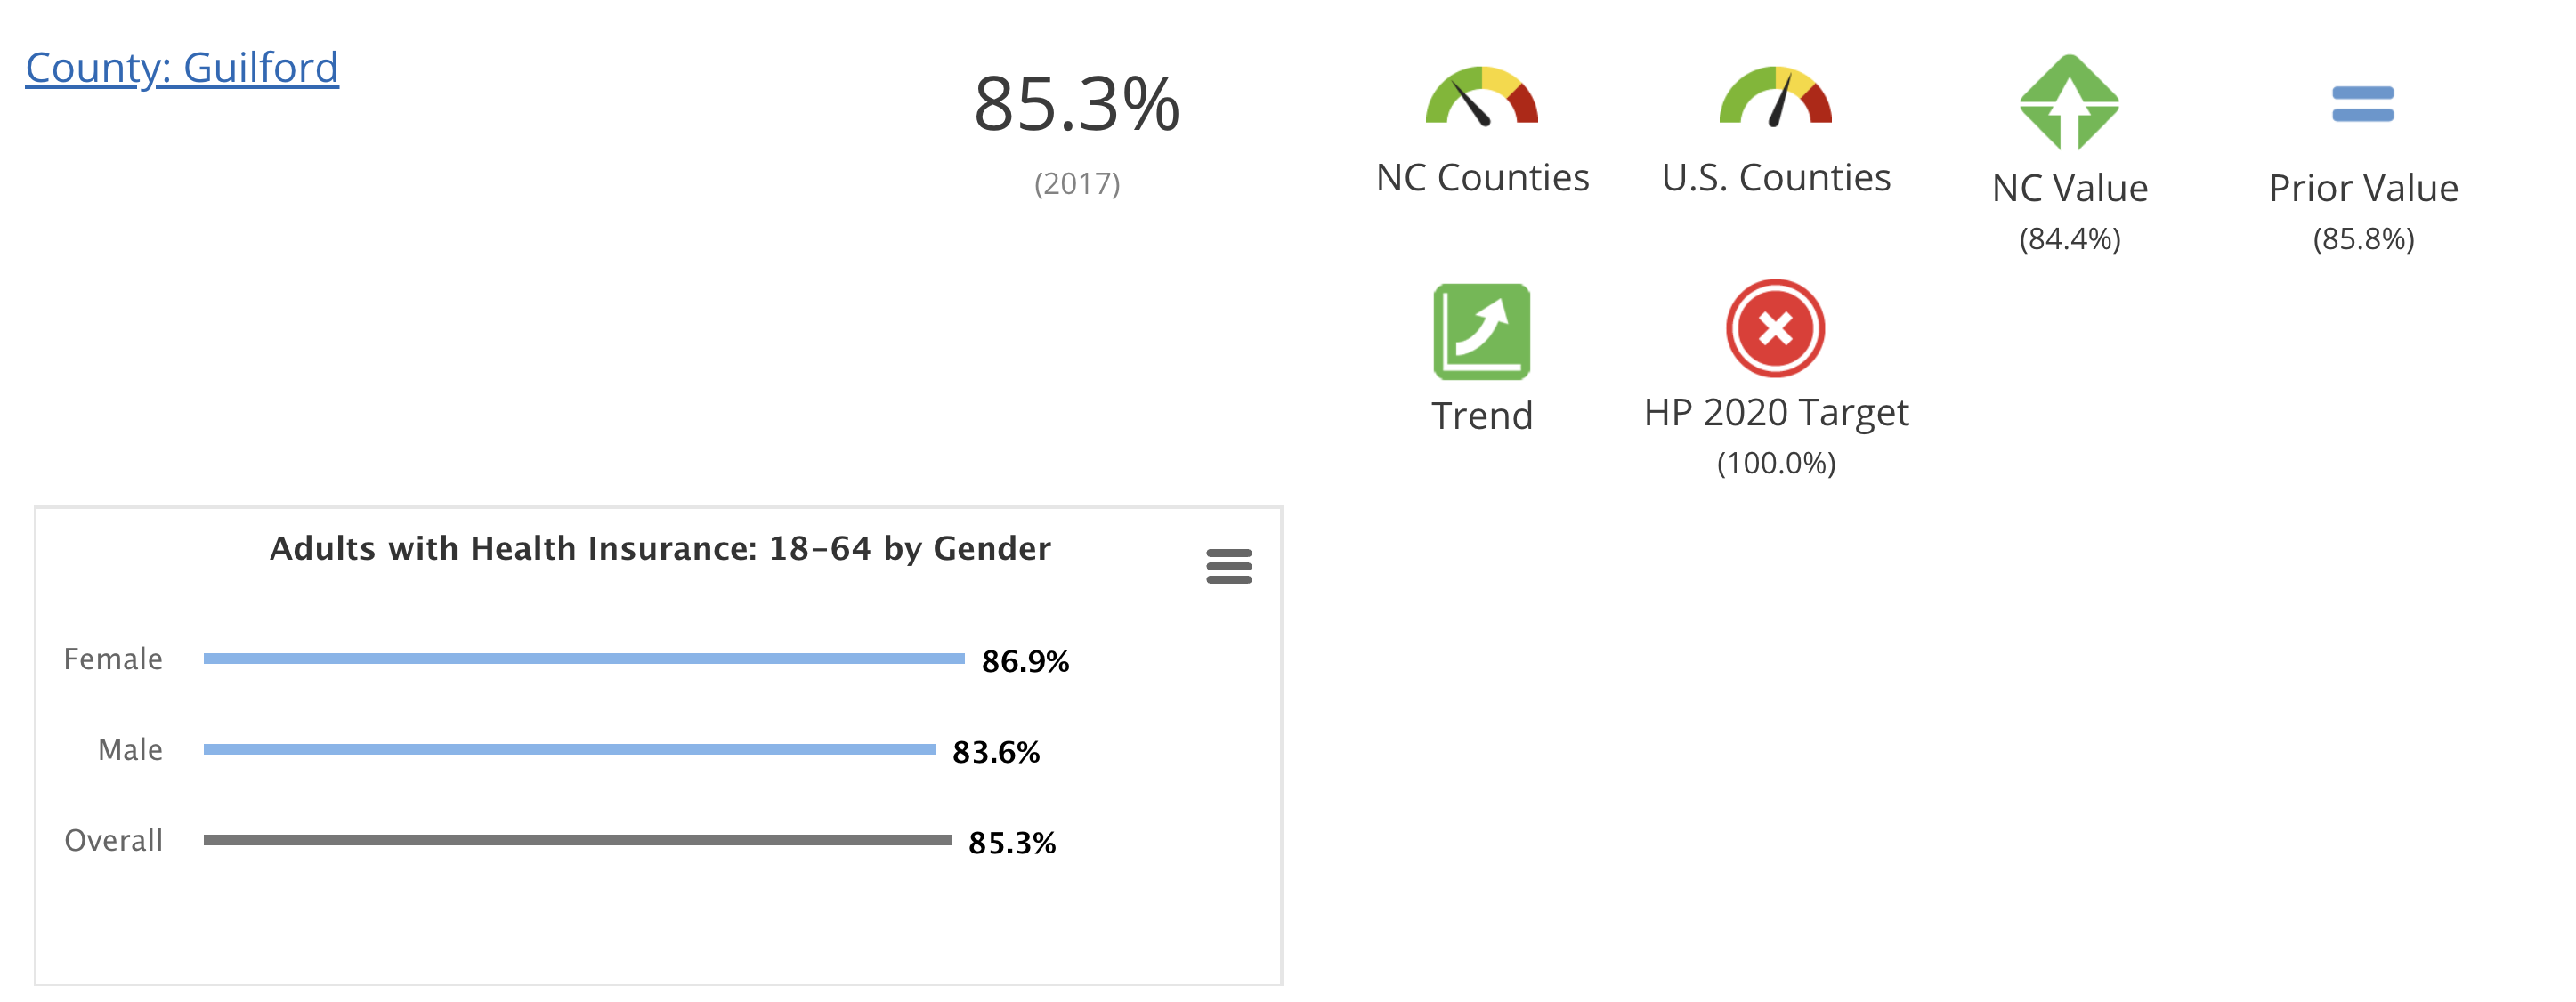 County: Guilford
85.3%
(2017)
NC Counties
U.S. Counties
NC Value
(84.4%)
Prior Value
(85.8%)
Trend
HP 2020 Target
(100.0%)
Adults with Health Insurance: 18-64 by Gender
Female 86.9%
Male 83.6%
Overall 85.3%